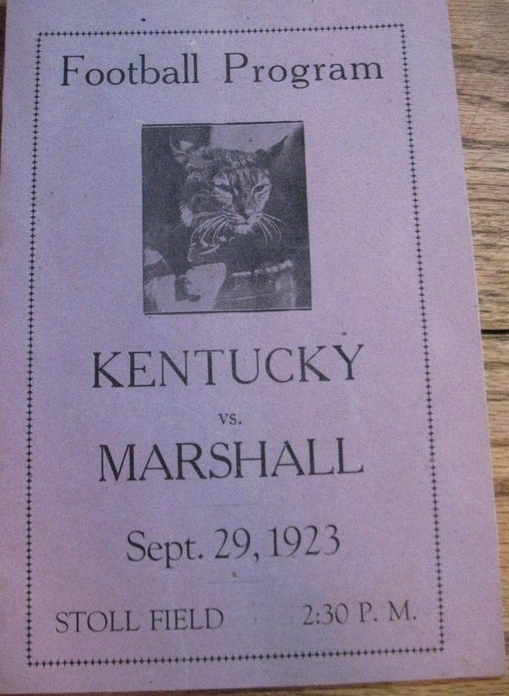 Football Program
KENTUCKY
vs.
MARSHALL
Sept. 29, 1923
STOLL FIELD 2:30 P. M.